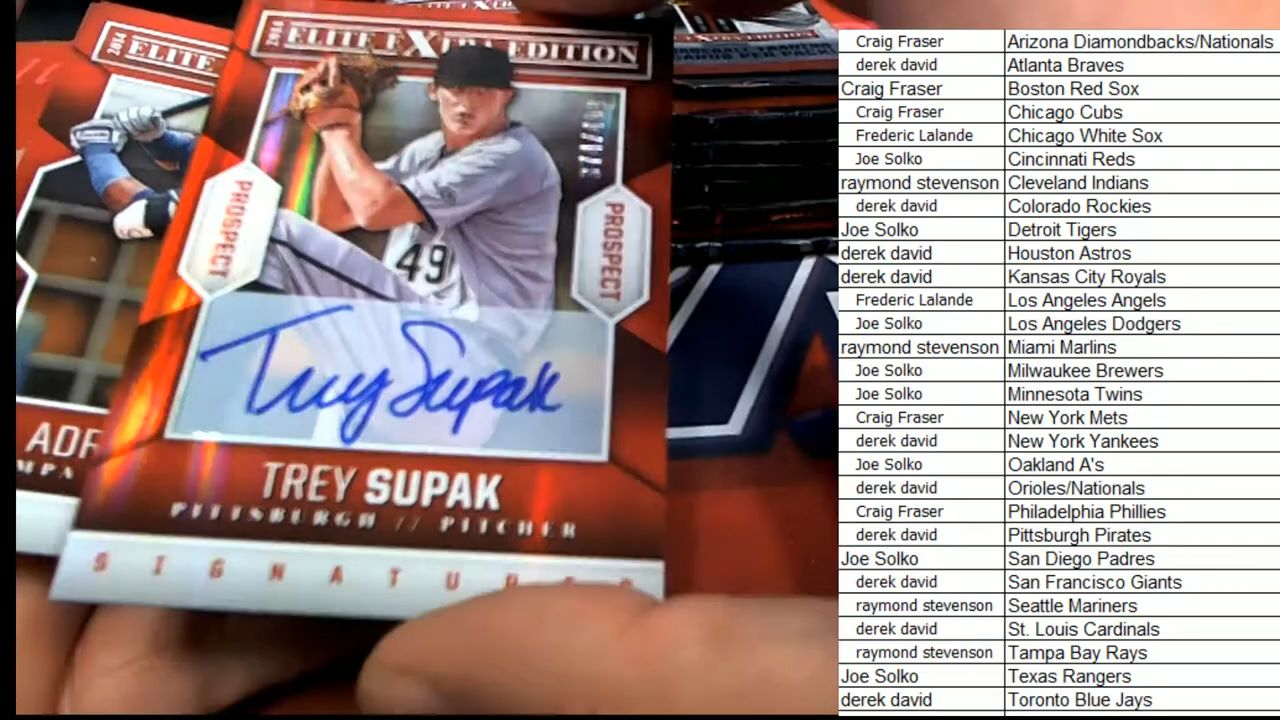 2014 ELITE EXTRA EDITION
2014 ELITE
PROSPECT
PROSPECT
49
Trey Supak
TREY SUPAK
PITTSBURGH // PITCHER
ADR
MPA
Craig Fraser Arizona Diamondbacks/Nationals
derek david Atlanta Braves
Craig Fraser Boston Red Sox
Craig Fraser Chicago Cubs
Frederic Lalande Chicago White Sox
Joe Solko Cincinnati Reds
raymond stevenson Cleveland Indians
derek david Colorado Rockies
Joe Solko Detroit Tigers
derek david Houston Astros
derek david Kansas City Royals
Frederic Lalande Los Angeles Angels
Joe Solko Los Angeles Dodgers
raymond stevenson Miami Marlins
Joe Solko Milwaukee Brewers
Joe Solko Minnesota Twins
Craig Fraser New York Mets
derek david New York Yankees
Joe Solko Oakland A's
derek david Orioles/Nationals
Craig Fraser Philadelphia Phillies
derek david Pittsburgh Pirates
Joe Solko San Diego Padres
derek david San Francisco Giants
raymond stevenson Seattle Mariners
derek david St. Louis Cardinals
raymond stevenson Tampa Bay Rays
Joe Solko Texas Rangers
derek david Toronto Blue Jays